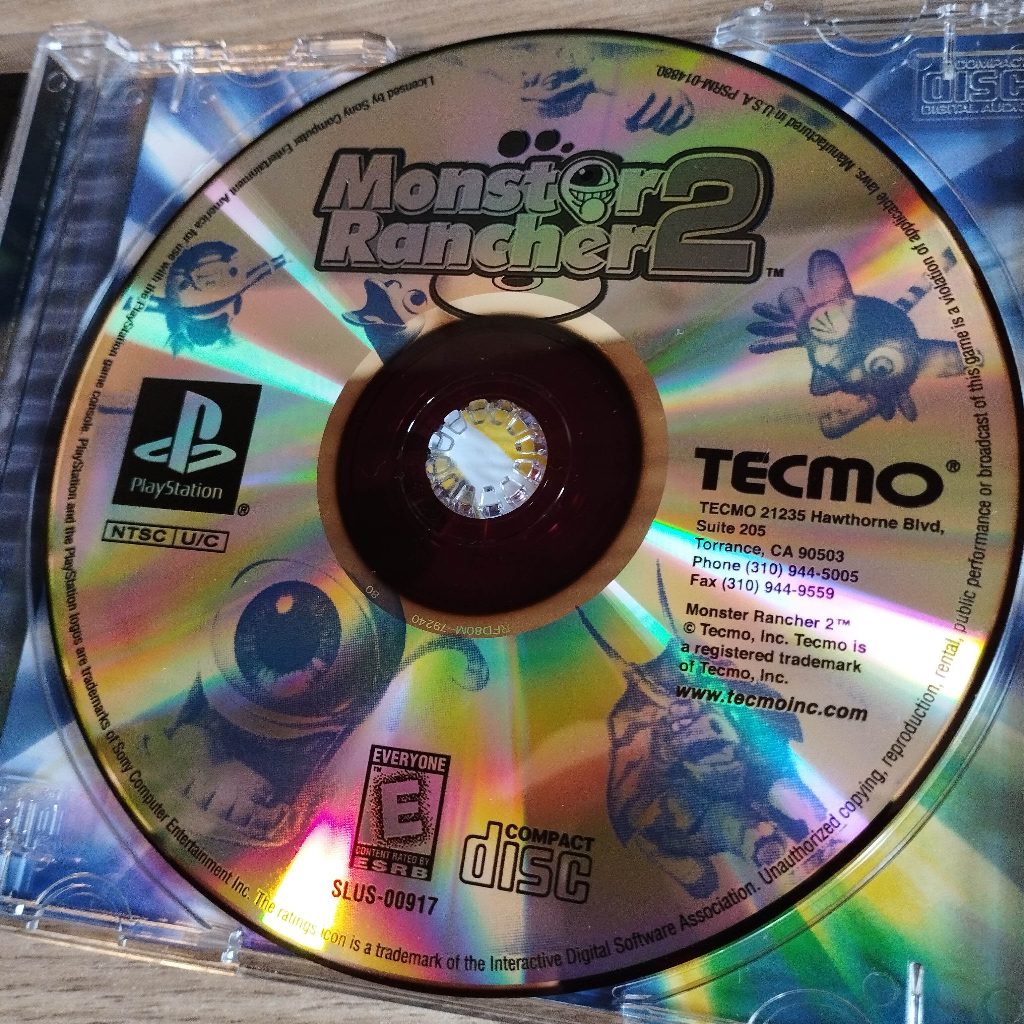 Monster
Rancher 2™
PlayStation®
NTSC U/C
TECMO®
TECMO 21235 Hawthorne Blvd,
Suite 205
Torrance, CA 90503
Phone (310) 944-5005
Fax (310) 944-9559
Monster Rancher 2™
© Tecmo, Inc. Tecmo is
a registered trademark
of Tecmo, Inc.
www.tecmoinc.com
EVERYONE
E
CONTENT RATED BY
ESRB
SLUS-00917
COMPACT
disc
RFD80M-79240
80
Licensed by Sony Computer Entertainment America for use with the PlayStation game console. PlayStation and the PlayStation logos are trademarks of Sony Computer Entertainment Inc. The ratings icon is a trademark of the Interactive Digital Software Association. Unauthorized copying, reproduction, rental, public performance or broadcast of this game is a violation of applicable laws. Manufactured in U.S.A. PSRM-014880.
COMPACT
disc
DIGITAL AUDIO